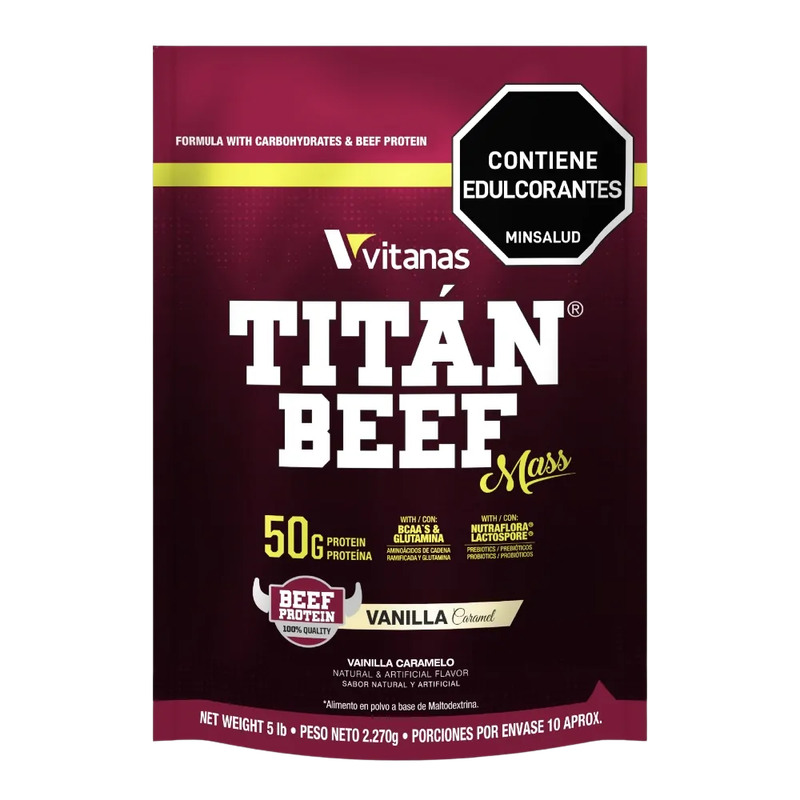 FORMULA WITH CARBOHYDRATES & BEEF PROTEIN
CONTIENE
EDULCORANTES
MINSALUD
vitanas
TITÁN®
BEEF
Mass
50G PROTEIN
PROTEÍNA
WITH / CON:
BCAA`S &
GLUTAMINA
AMINOÁCIDOS DE CADENA
RAMIFICADA Y GLUTAMINA
WITH / CON:
NUTRAFLORA®
LACTOSPORE®
PREBIOTICS / PREBIÓTICOS
PROBIOTICS / PROBIÓTICOS
BEEF
PROTEIN
100% QUALITY
VANILLA Caramel
VAINILLA CARAMELO
NATURAL & ARTIFICIAL FLAVOR
SABOR NATURAL Y ARTIFICIAL
*Alimento en polvo a base de Maltodextrina.
NET WEIGHT 5 lb • PESO NETO 2.270g • PORCIONES POR ENVASE 10 APROX.